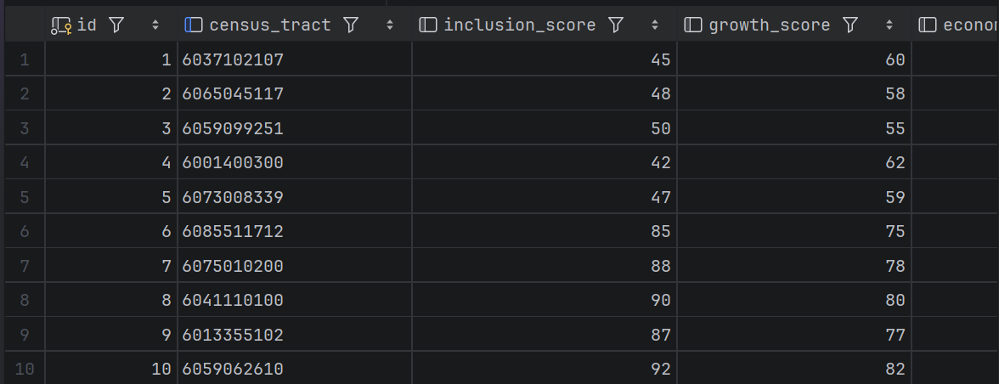 id census_tract inclusion_score growth_score econo
1 1 6037102107 45 60
2 2 6065045117 48 58
3 3 6059099251 50 55
4 4 6001400300 42 62
5 5 6073008339 47 59
6 6 6085511712 85 75
7 7 6075010200 88 78
8 8 6041110100 90 80
9 9 6013355102 87 77
10 10 6059062610 92 82